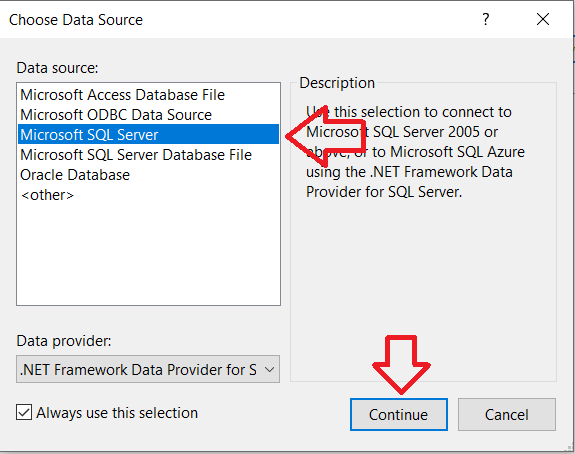 Choose Data Source
?
Data source:
Microsoft Access Database File
Microsoft ODBC Data Source
Microsoft SQL Server
Microsoft SQL Server Database File
Oracle Database
<other>
Description
Use this selection to connect to
Microsoft SQL Server 2005 or
above, or to Microsoft SQL Azure
using the .NET Framework Data
Provider for SQL Server.
Data provider:
.NET Framework Data Provider for S
Always use this selection
Continue
Cancel